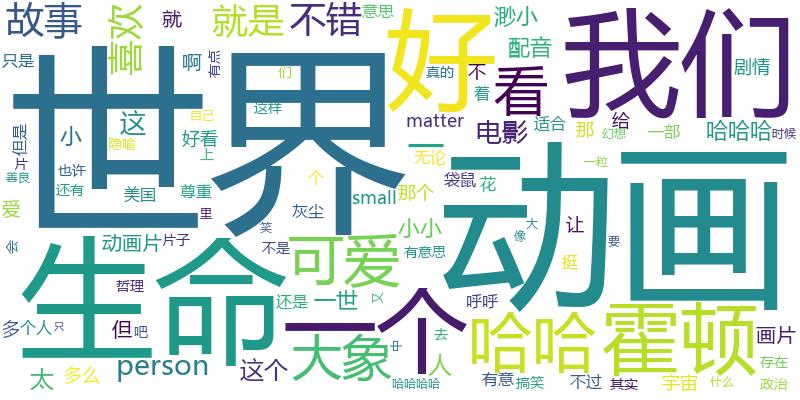 故事
喜欢
就
就是
不错
意思
好
渺小
我们
只是
啊
有点
世界
们
真的
不
看
着
配音
剧情
这样
自己
matter
电影
适合
给
那
幻想
一部
哈哈哈
时候
但是
片
小
这
隐喻
好看
上
也许
还有
善良
美国
尊重
个
无论
一
动画
袋鼠
花
一粒
爱
里
灰尘
small
那个
小小
大
像
让
要
会
生命
动画片
片子
笑
不是
可爱
有意思
挺
哲理
还是
一世
一个
呼呼
多
个人
只
但
吧
大象
中
去
哈哈
霍顿
画片
太
多么
person
这个
人
哈哈哈哈
有意
搞笑
不过
其实
宇宙
什么
存在
政治